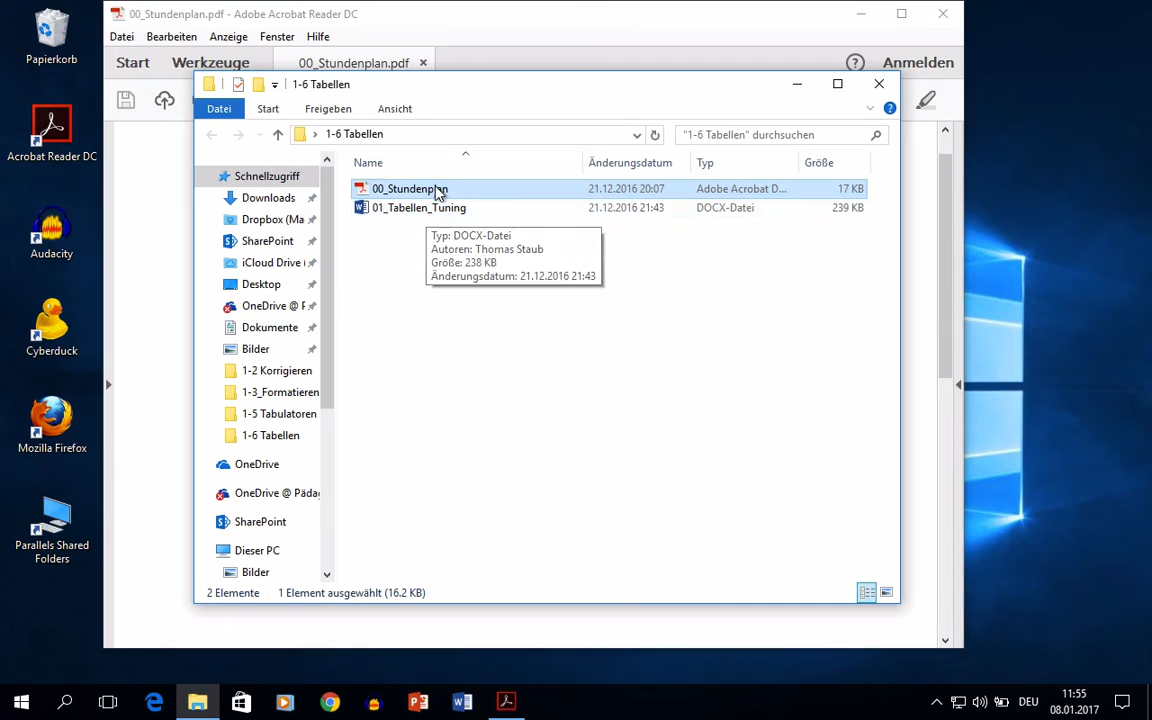 Papierkorb
Acrobat Reader DC
Audacity
Cyberduck
Mozilla Firefox
Parallels Shared
Folders
00_Stundenplan.pdf - Adobe Acrobat Reader DC
Datei Bearbeiten Anzeige Fenster Hilfe
Start Werkzeuge 00_Stundenplan.pdf × ? Anmelden
1-6 Tabellen
Datei Start Freigeben Ansicht
1-6 Tabellen "1-6 Tabellen" durchsuchen
Name Änderungsdatum Typ Größe
00_Stundenplan 21.12.2016 20:07 Adobe Acrobat D... 17 KB
01_Tabellen_Tuning 21.12.2016 21:43 DOCX-Datei 239 KB
Typ: DOCX-Datei
Autoren: Thomas Staub
Größe: 238 KB
Änderungsdatum: 21.12.2016 21:43
Schnellzugriff
Downloads
Dropbox (Ma
SharePoint
iCloud Drive (
Desktop
OneDrive @ P
Dokumente
Bilder
1-2 Korrigieren
1-3_Formatieren
1-5 Tabulatoren
1-6 Tabellen
OneDrive
OneDrive @ Pädag
SharePoint
Dieser PC
Bilder
2 Elemente 1 Element ausgewählt (16.2 KB)
DEU
11:55
08.01.2017